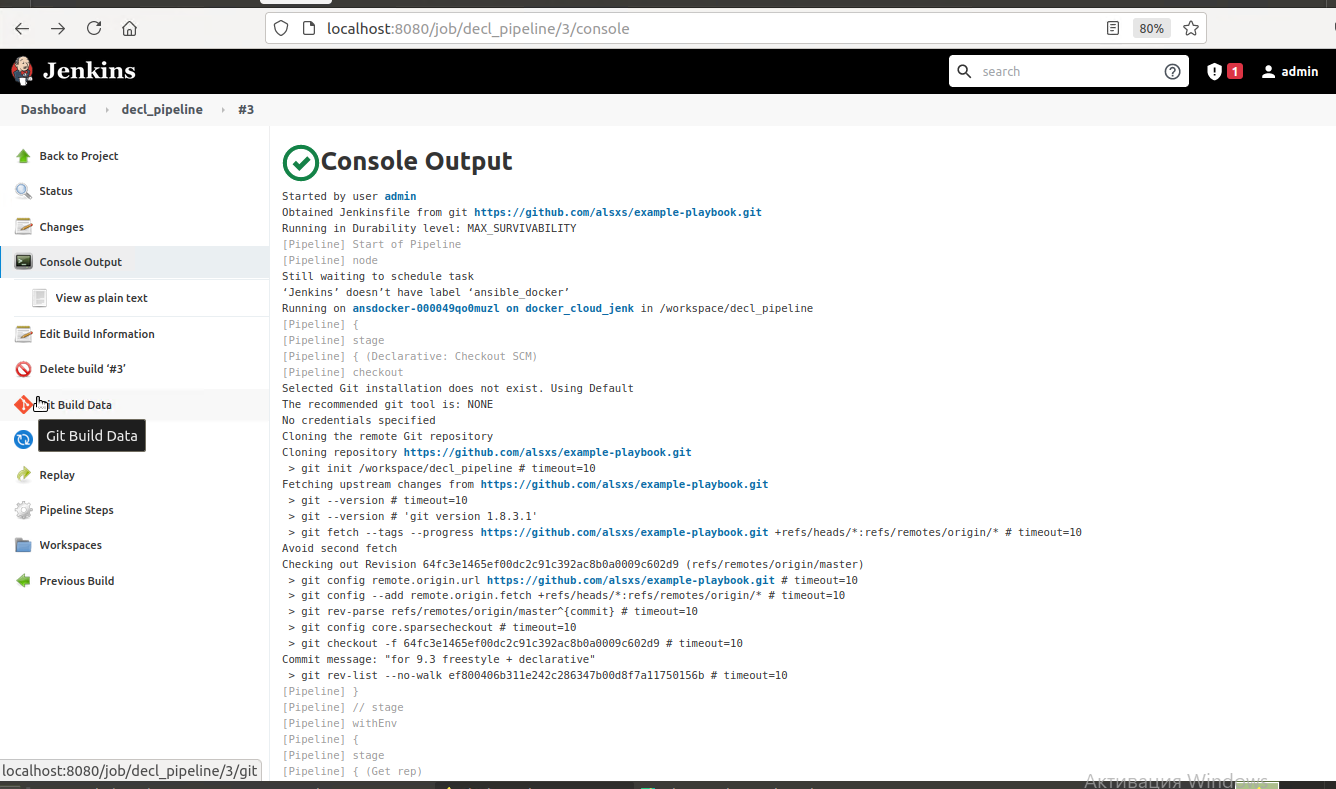 localhost:8080/job/decl_pipeline/3/console
80%
Jenkins
search
1
admin
Dashboard
decl_pipeline
#3
Back to Project
Status
Changes
Console Output
View as plain text
Edit Build Information
Delete build ‘#3’
Git Build Data
Git Build Data
Replay
Pipeline Steps
Workspaces
Previous Build
Console Output
Started by user admin
Obtained Jenkinsfile from git https://github.com/alsxs/example-playbook.git
Running in Durability level: MAX_SURVIVABILITY
[Pipeline] Start of Pipeline
[Pipeline] node
Still waiting to schedule task
‘Jenkins’ doesn’t have label ‘ansible_docker’
Running on ansdocker-000049qo0muzl on docker_cloud_jenk in /workspace/decl_pipeline
[Pipeline] {
[Pipeline] stage
[Pipeline] { (Declarative: Checkout SCM)
[Pipeline] checkout
Selected Git installation does not exist. Using Default
The recommended git tool is: NONE
No credentials specified
Cloning the remote Git repository
Cloning repository https://github.com/alsxs/example-playbook.git
> git init /workspace/decl_pipeline # timeout=10
Fetching upstream changes from https://github.com/alsxs/example-playbook.git
> git --version # timeout=10
> git --version # 'git version 1.8.3.1'
> git fetch --tags --progress https://github.com/alsxs/example-playbook.git +refs/heads/*:refs/remotes/origin/* # timeout=10
Avoid second fetch
Checking out Revision 64fc3e1465ef00dc2c91c392ac8b0a0009c602d9 (refs/remotes/origin/master)
> git config remote.origin.url https://github.com/alsxs/example-playbook.git # timeout=10
> git config --add remote.origin.fetch +refs/heads/*:refs/remotes/origin/* # timeout=10
> git rev-parse refs/remotes/origin/master^{commit} # timeout=10
> git config core.sparsecheckout # timeout=10
> git checkout -f 64fc3e1465ef00dc2c91c392ac8b0a0009c602d9 # timeout=10
Commit message: "for 9.3 freestyle + declarative"
> git rev-list --no-walk ef800406b311e242c286347b00d8f7a11750156b # timeout=10
[Pipeline] }
[Pipeline] // stage
[Pipeline] withEnv
[Pipeline] {
[Pipeline] stage
[Pipeline] { (Get rep)
localhost:8080/job/decl_pipeline/3/git
Активация Windows